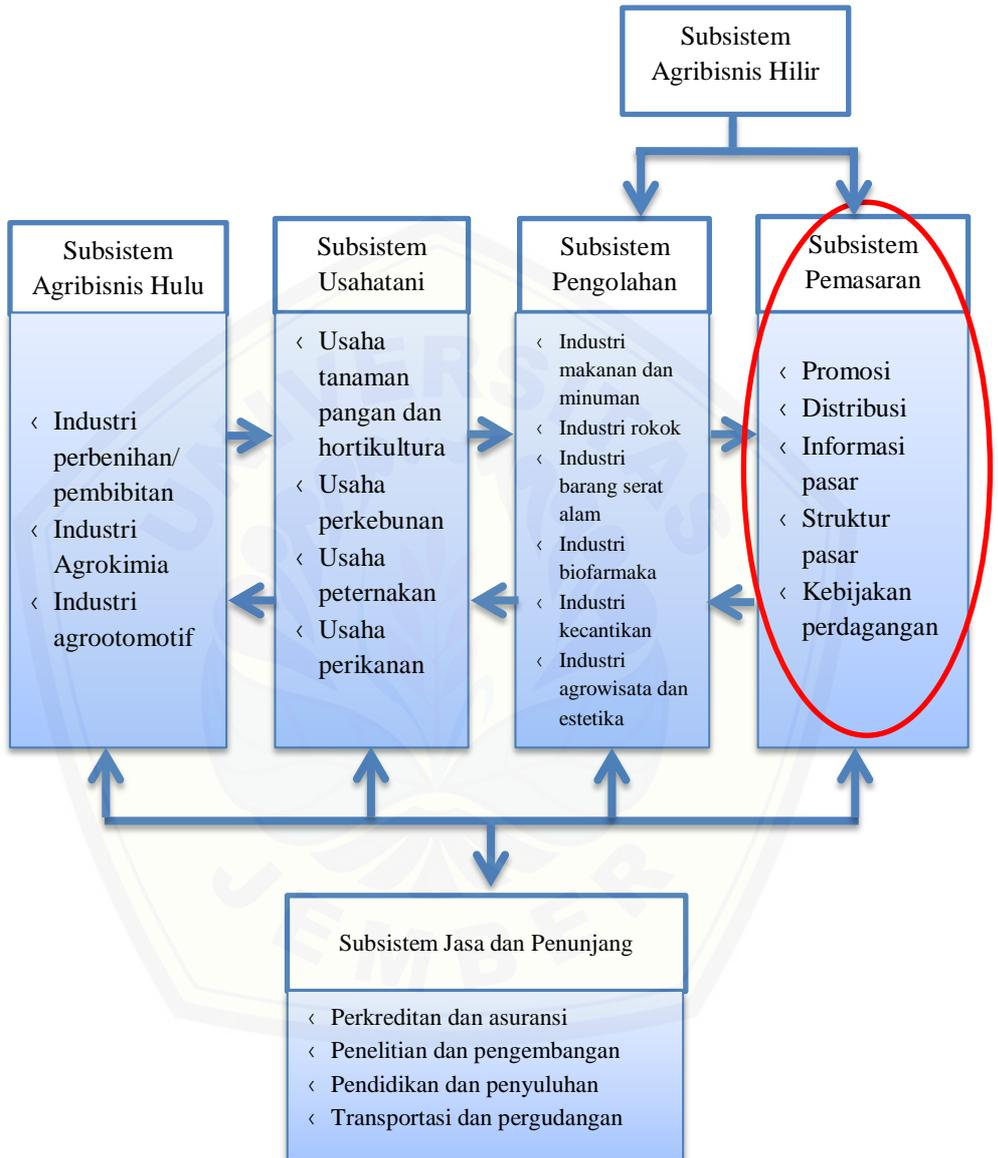 Subsistem
Agribisnis Hilir
Subsistem
Agribisnis Hulu
‹ Industri
perbenihan/
pembibitan
‹ Industri
Agrokimia
‹ Industri
agrootomotif
Subsistem
Usahatani
‹ Usaha
tanaman
pangan dan
hortikultura
‹ Usaha
perkebunan
‹ Usaha
peternakan
‹ Usaha
perikanan
Subsistem
Pengolahan
‹ Industri
makanan dan
minuman
‹ Industri rokok
‹ Industri
barang serat
alam
‹ Industri
biofarmaka
‹ Industri
kecantikan
‹ Industri
agrowisata dan
estetika
Subsistem
Pemasaran
‹ Promosi
‹ Distribusi
‹ Informasi
pasar
‹ Struktur
pasar
‹ Kebijakan
perdagangan
Subsistem Jasa dan Penunjang
‹ Perkreditan dan asuransi
‹ Penelitian dan pengembangan
‹ Pendidikan dan penyuluhan
‹ Transportasi dan pergudangan
UNIVERSITAS
JEMBER